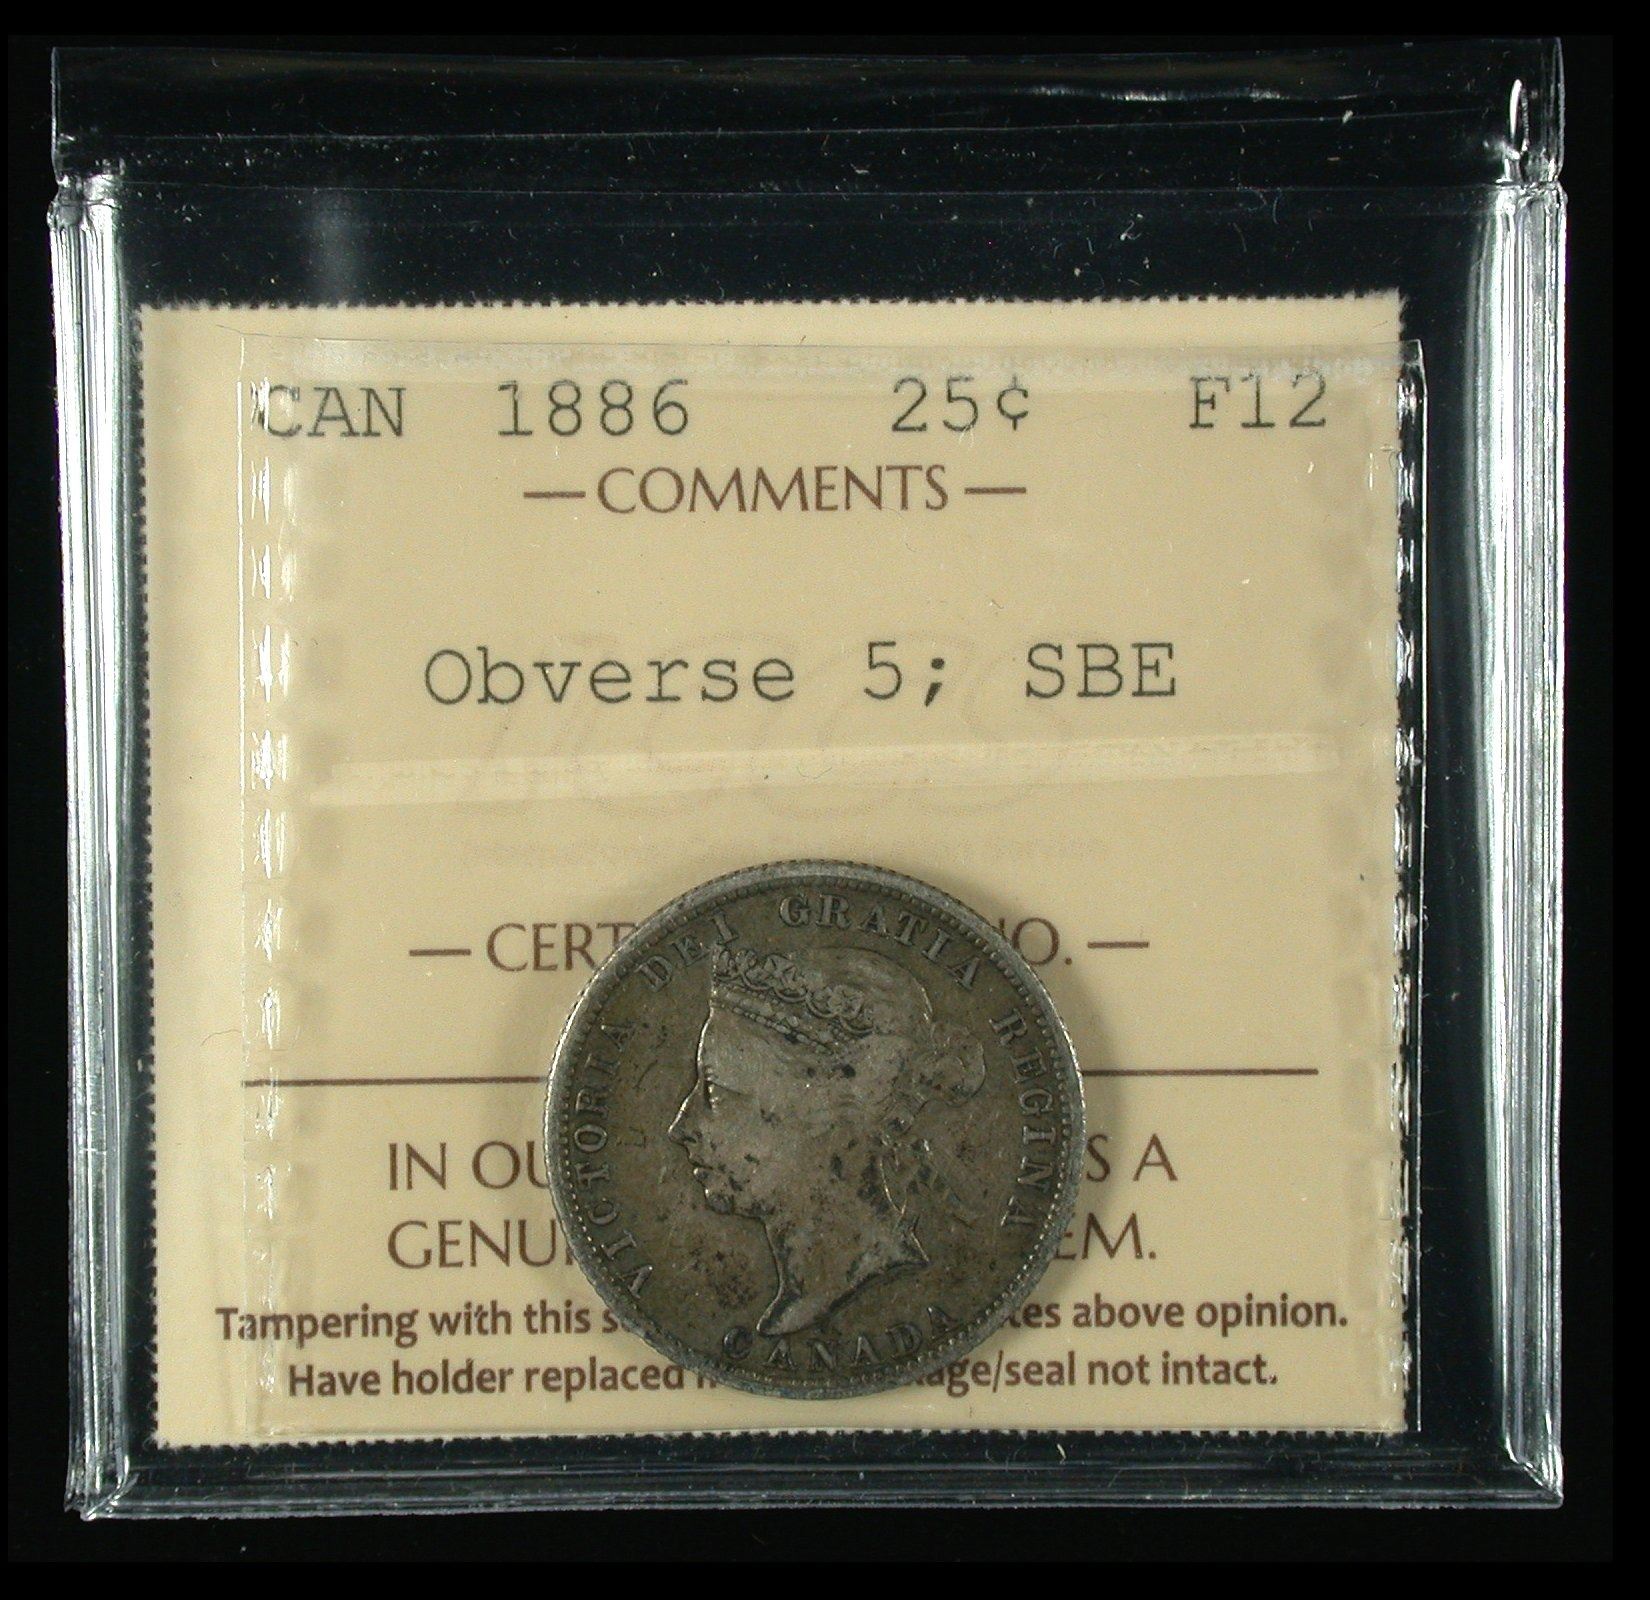 CAN 1886 25¢ F12
—COMMENTS—
Obverse 5; SBE
— CERT NO. —
VICTORIA DEI GRATIA REGINA
CANADA
IN OU S A
GENU EM.
Tampering with this s tes above opinion.
Have holder replaced age/seal not intact.